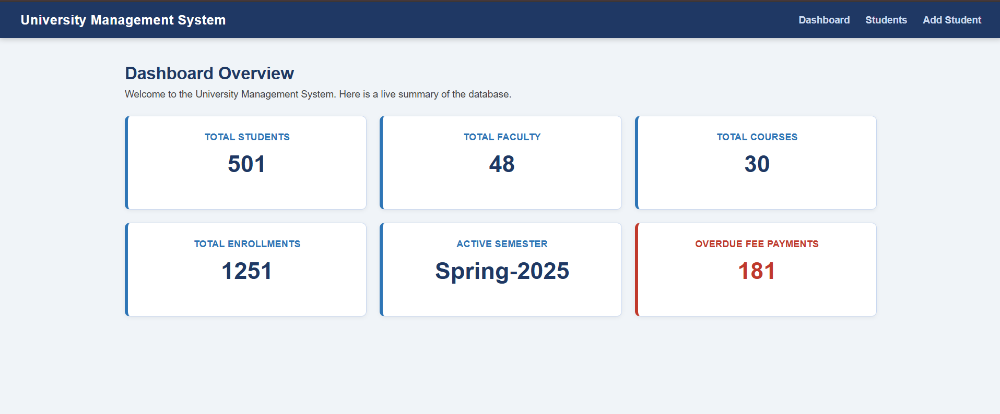 University Management System
Dashboard Students Add Student
Dashboard Overview
Welcome to the University Management System. Here is a live summary of the database.
TOTAL STUDENTS
501
TOTAL FACULTY
48
TOTAL COURSES
30
TOTAL ENROLLMENTS
1251
ACTIVE SEMESTER
Spring-2025
OVERDUE FEE PAYMENTS
181